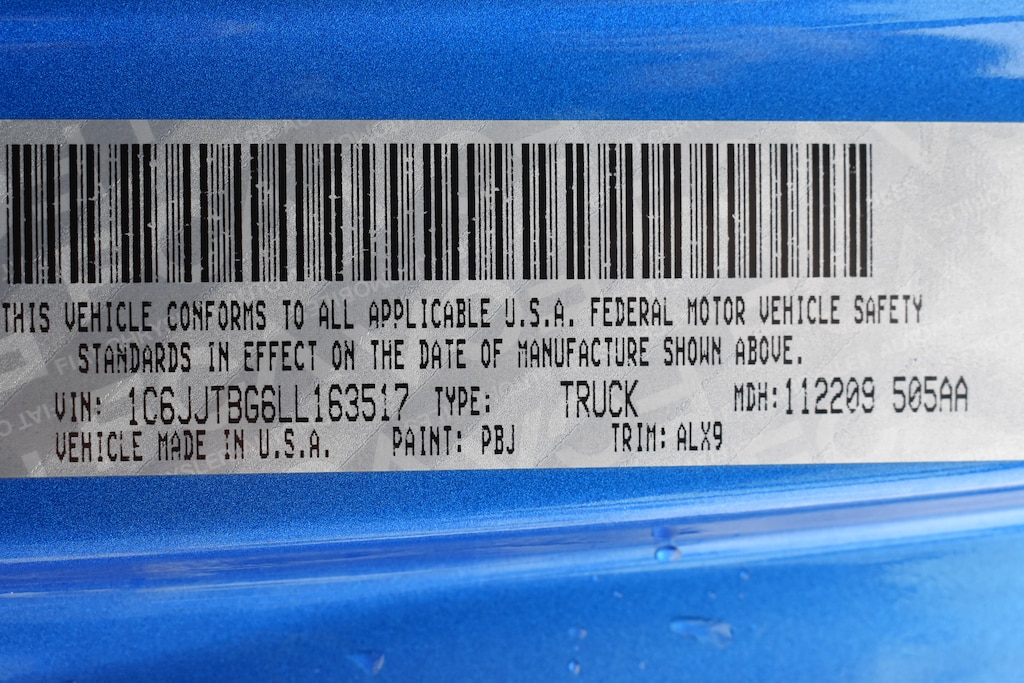 THIS VEHICLE CONFORMS TO ALL APPLICABLE U.S.A. FEDERAL MOTOR VEHICLE SAFETY
STANDARDS IN EFFECT ON THE DATE OF MANUFACTURE SHOWN ABOVE.
VIN: 1C6JJTBG6LL163517 TYPE: TRUCK MDH:112209 505AA
VEHICLE MADE IN U.S.A. PAINT: PBJ TRIM: ALX9